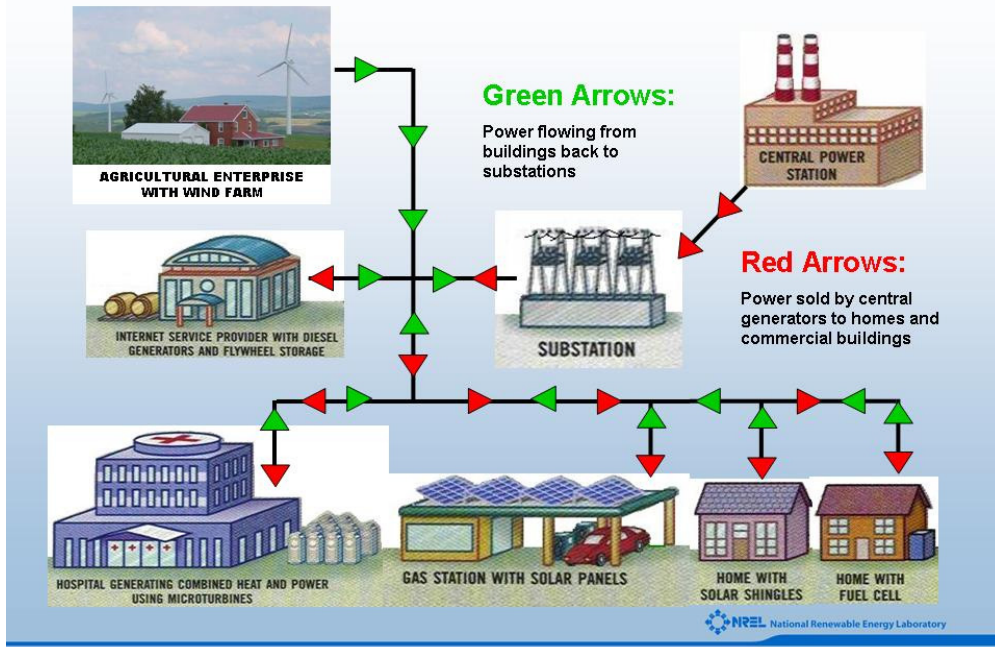 Green Arrows:
Power flowing from
buildings back to
substations
CENTRAL POWER
STATION
AGRICULTURAL ENTERPRISE
WITH WIND FARM
Red Arrows:
Power sold by central
generators to homes and
commercial buildings
INTERNET SERVICE PROVIDER WITH DIESEL
GENERATORS AND FLYWHEEL STORAGE
SUBSTATION
HOSPITAL GENERATING COMBINED HEAT AND POWER
USING MICROTURBINES
GAS STATION WITH SOLAR PANELS
HOME WITH
SOLAR SHINGLES
HOME WITH
FUEL CELL
NREL National Renewable Energy Laboratory